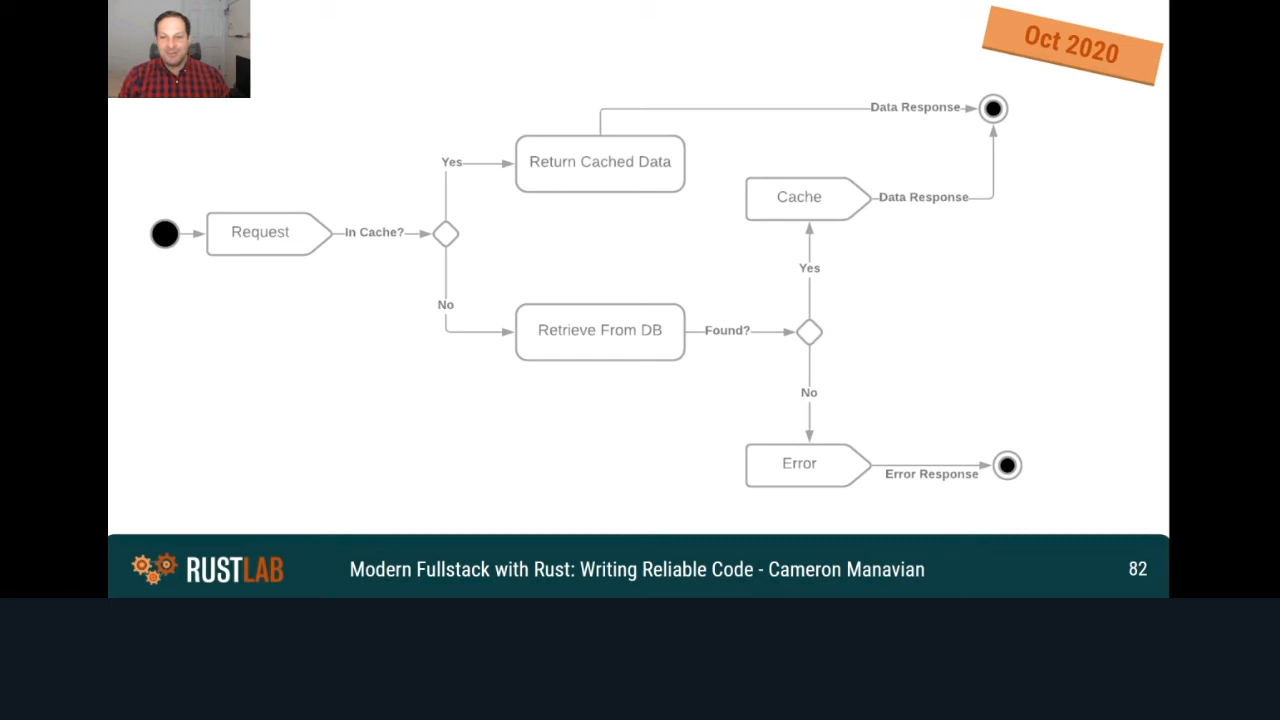 Oct 2020
Data Response
Yes
Return Cached Data
Cache
Data Response
Request
In Cache?
Yes
No
Retrieve From DB
Found?
No
Error
Error Response
RUSTLAB
Modern Fullstack with Rust: Writing Reliable Code - Cameron Manavian
82